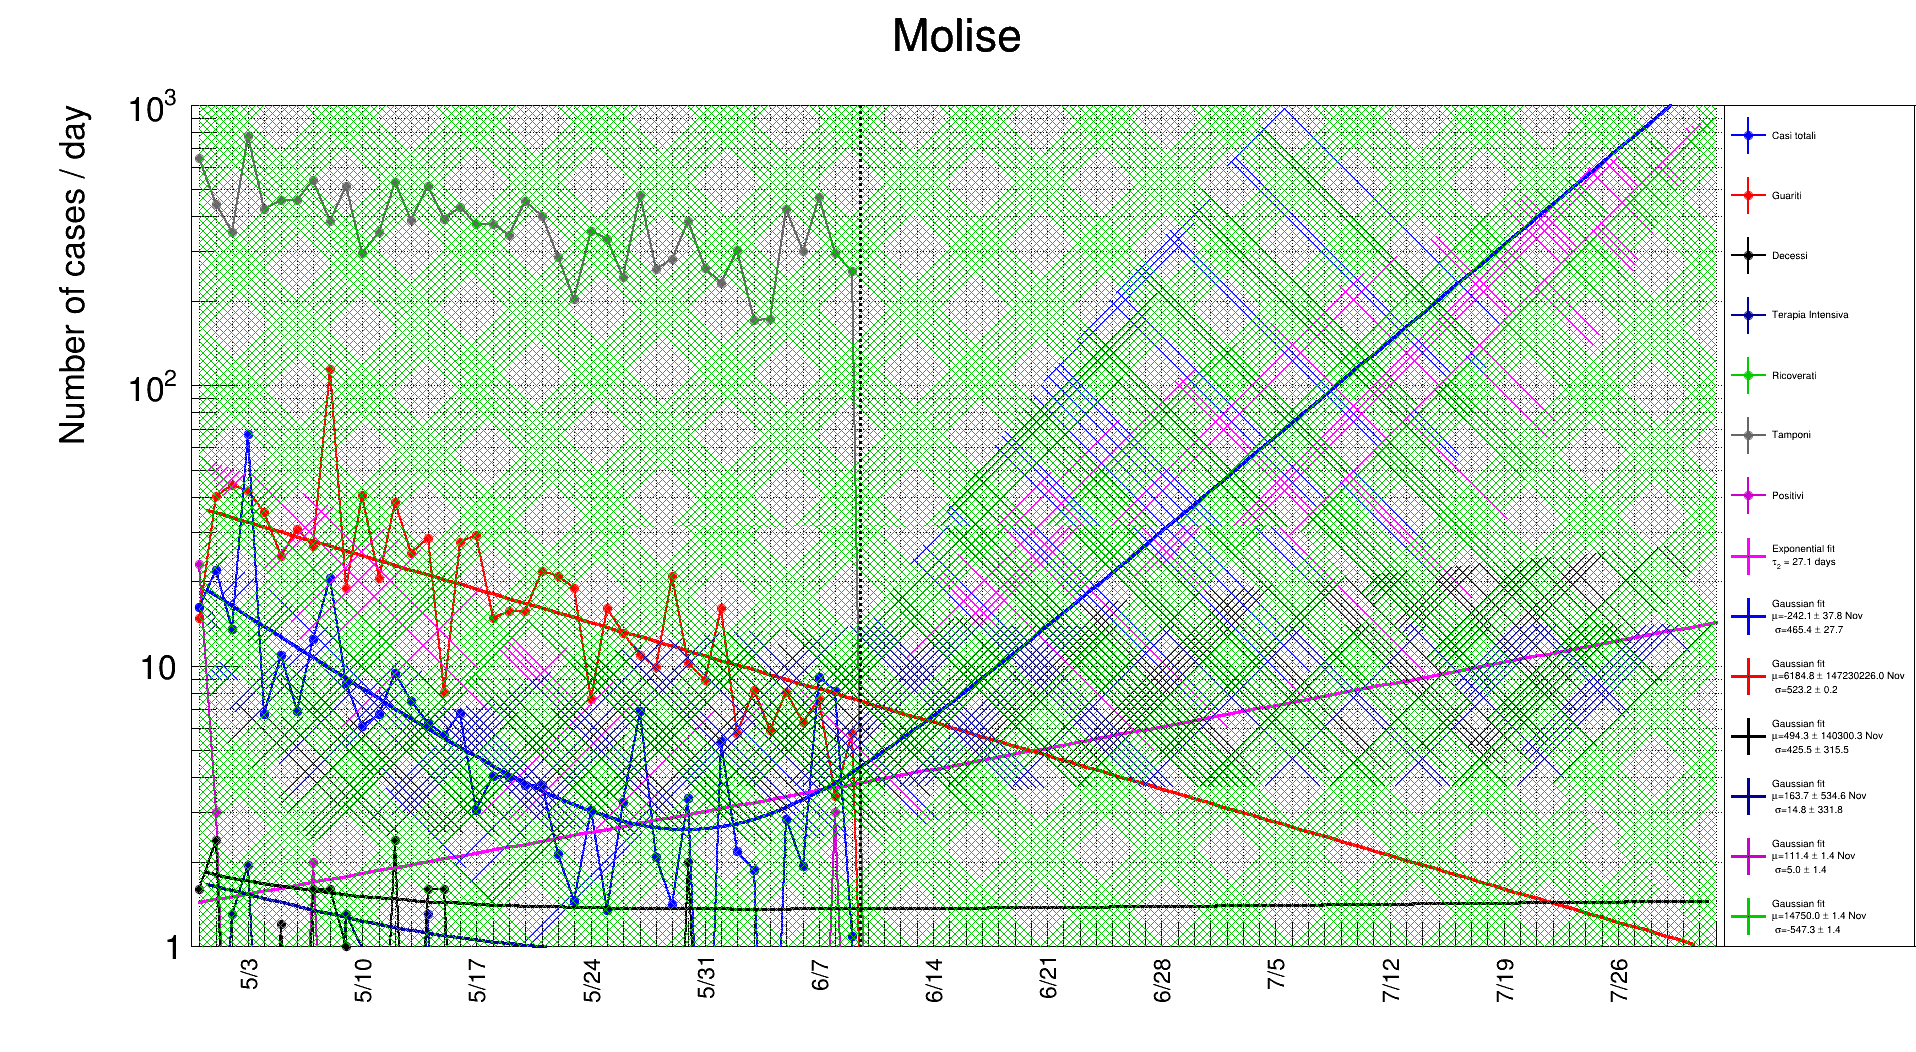 Molise
Number of cases / day
10³
10²
10
1
5/3
5/10
5/17
5/24
5/31
6/7
6/14
6/21
6/28
7/5
7/12
7/19
7/26
Casi totali
Guariti
Decessi
Terapia Intensiva
Ricoverati
Tamponi
Positivi
Exponential fit
τ₂ = 27.1 days
Gaussian fit
μ=-242.1 ± 37.8 Nov
σ=465.4 ± 27.7
Gaussian fit
μ=6184.8 ± 147230226.0 Nov
σ=523.2 ± 0.2
Gaussian fit
μ=494.3 ± 140300.3 Nov
σ=425.5 ± 315.5
Gaussian fit
μ=163.7 ± 534.6 Nov
σ=14.8 ± 331.8
Gaussian fit
μ=111.4 ± 1.4 Nov
σ=5.0 ± 1.4
Gaussian fit
μ=14750.0 ± 1.4 Nov
σ=-547.3 ± 1.4